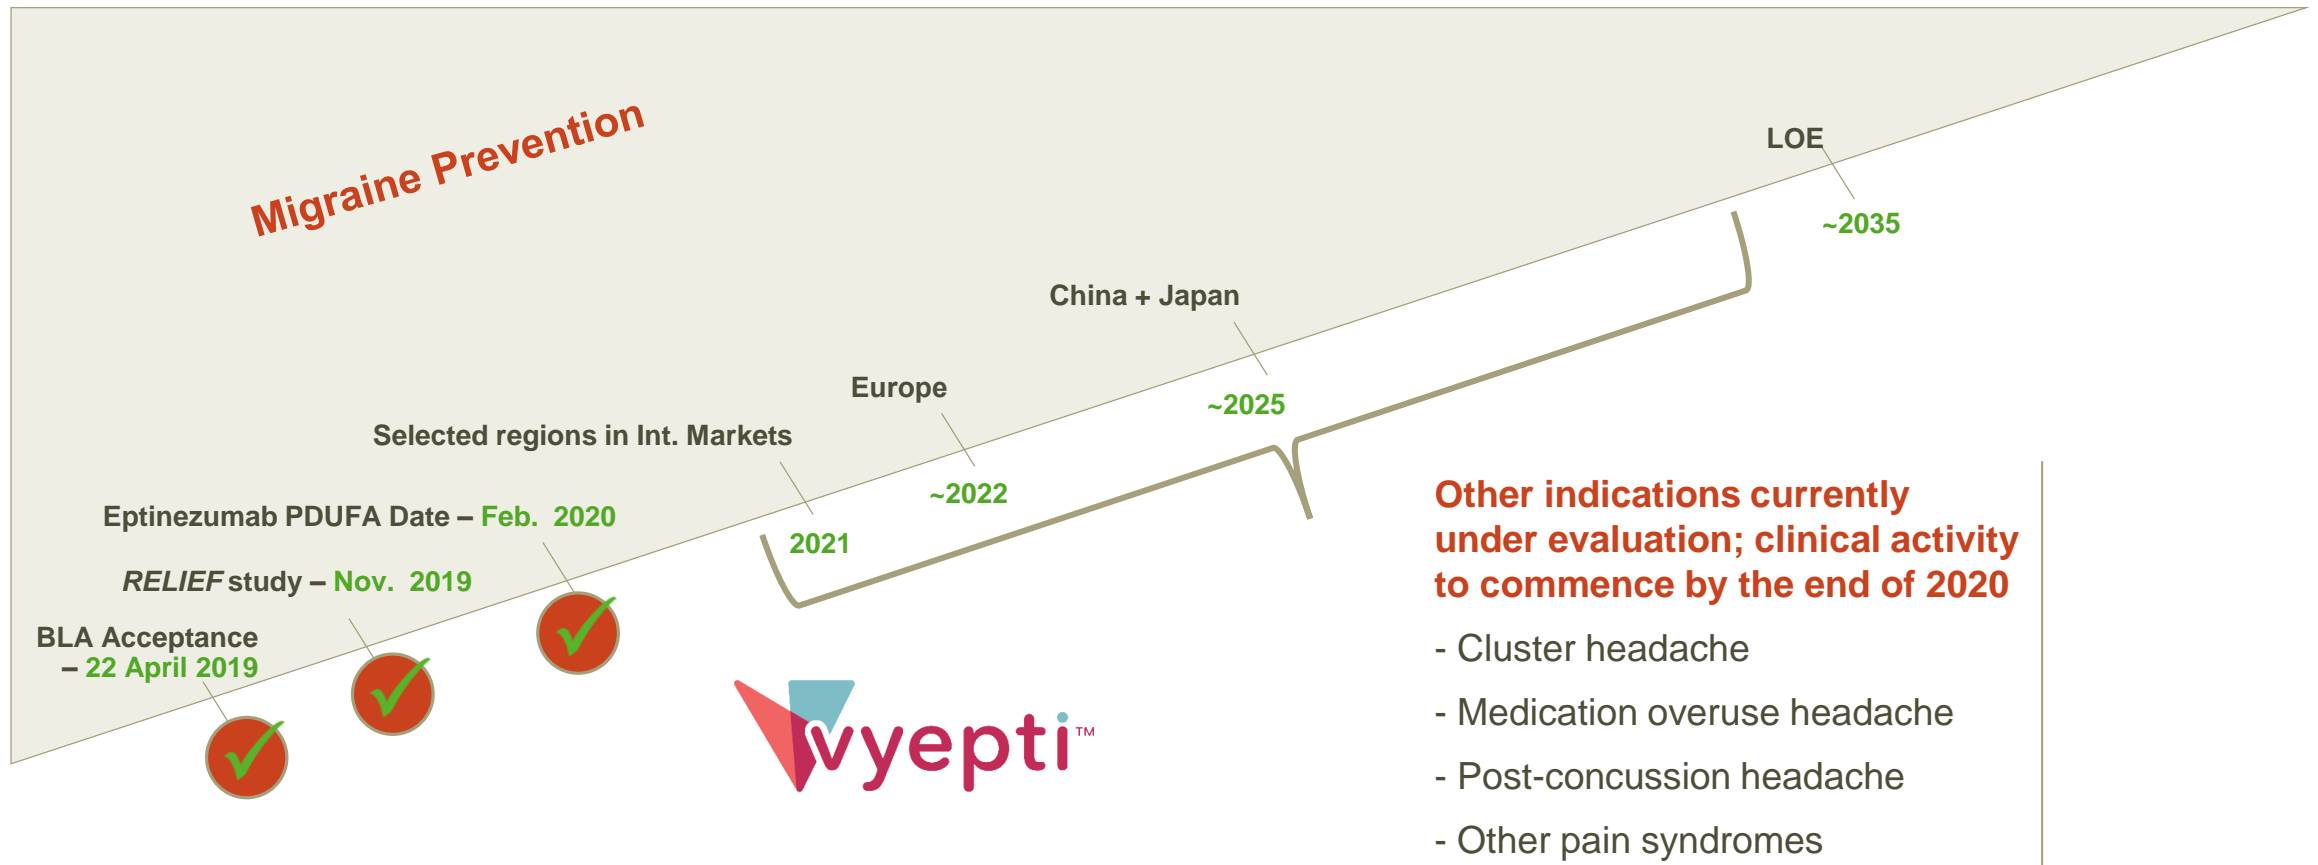 Migraine Prevention
LOE
~2035
China + Japan
~2025
Europe
~2022
Selected regions in Int. Markets
2021
Eptinezumab PDUFA Date – Feb. 2020
RELIEF study – Nov. 2019
BLA Acceptance
– 22 April 2019
vyepti™
Other indications currently
under evaluation; clinical activity
to commence by the end of 2020
- Cluster headache
- Medication overuse headache
- Post-concussion headache
- Other pain syndromes